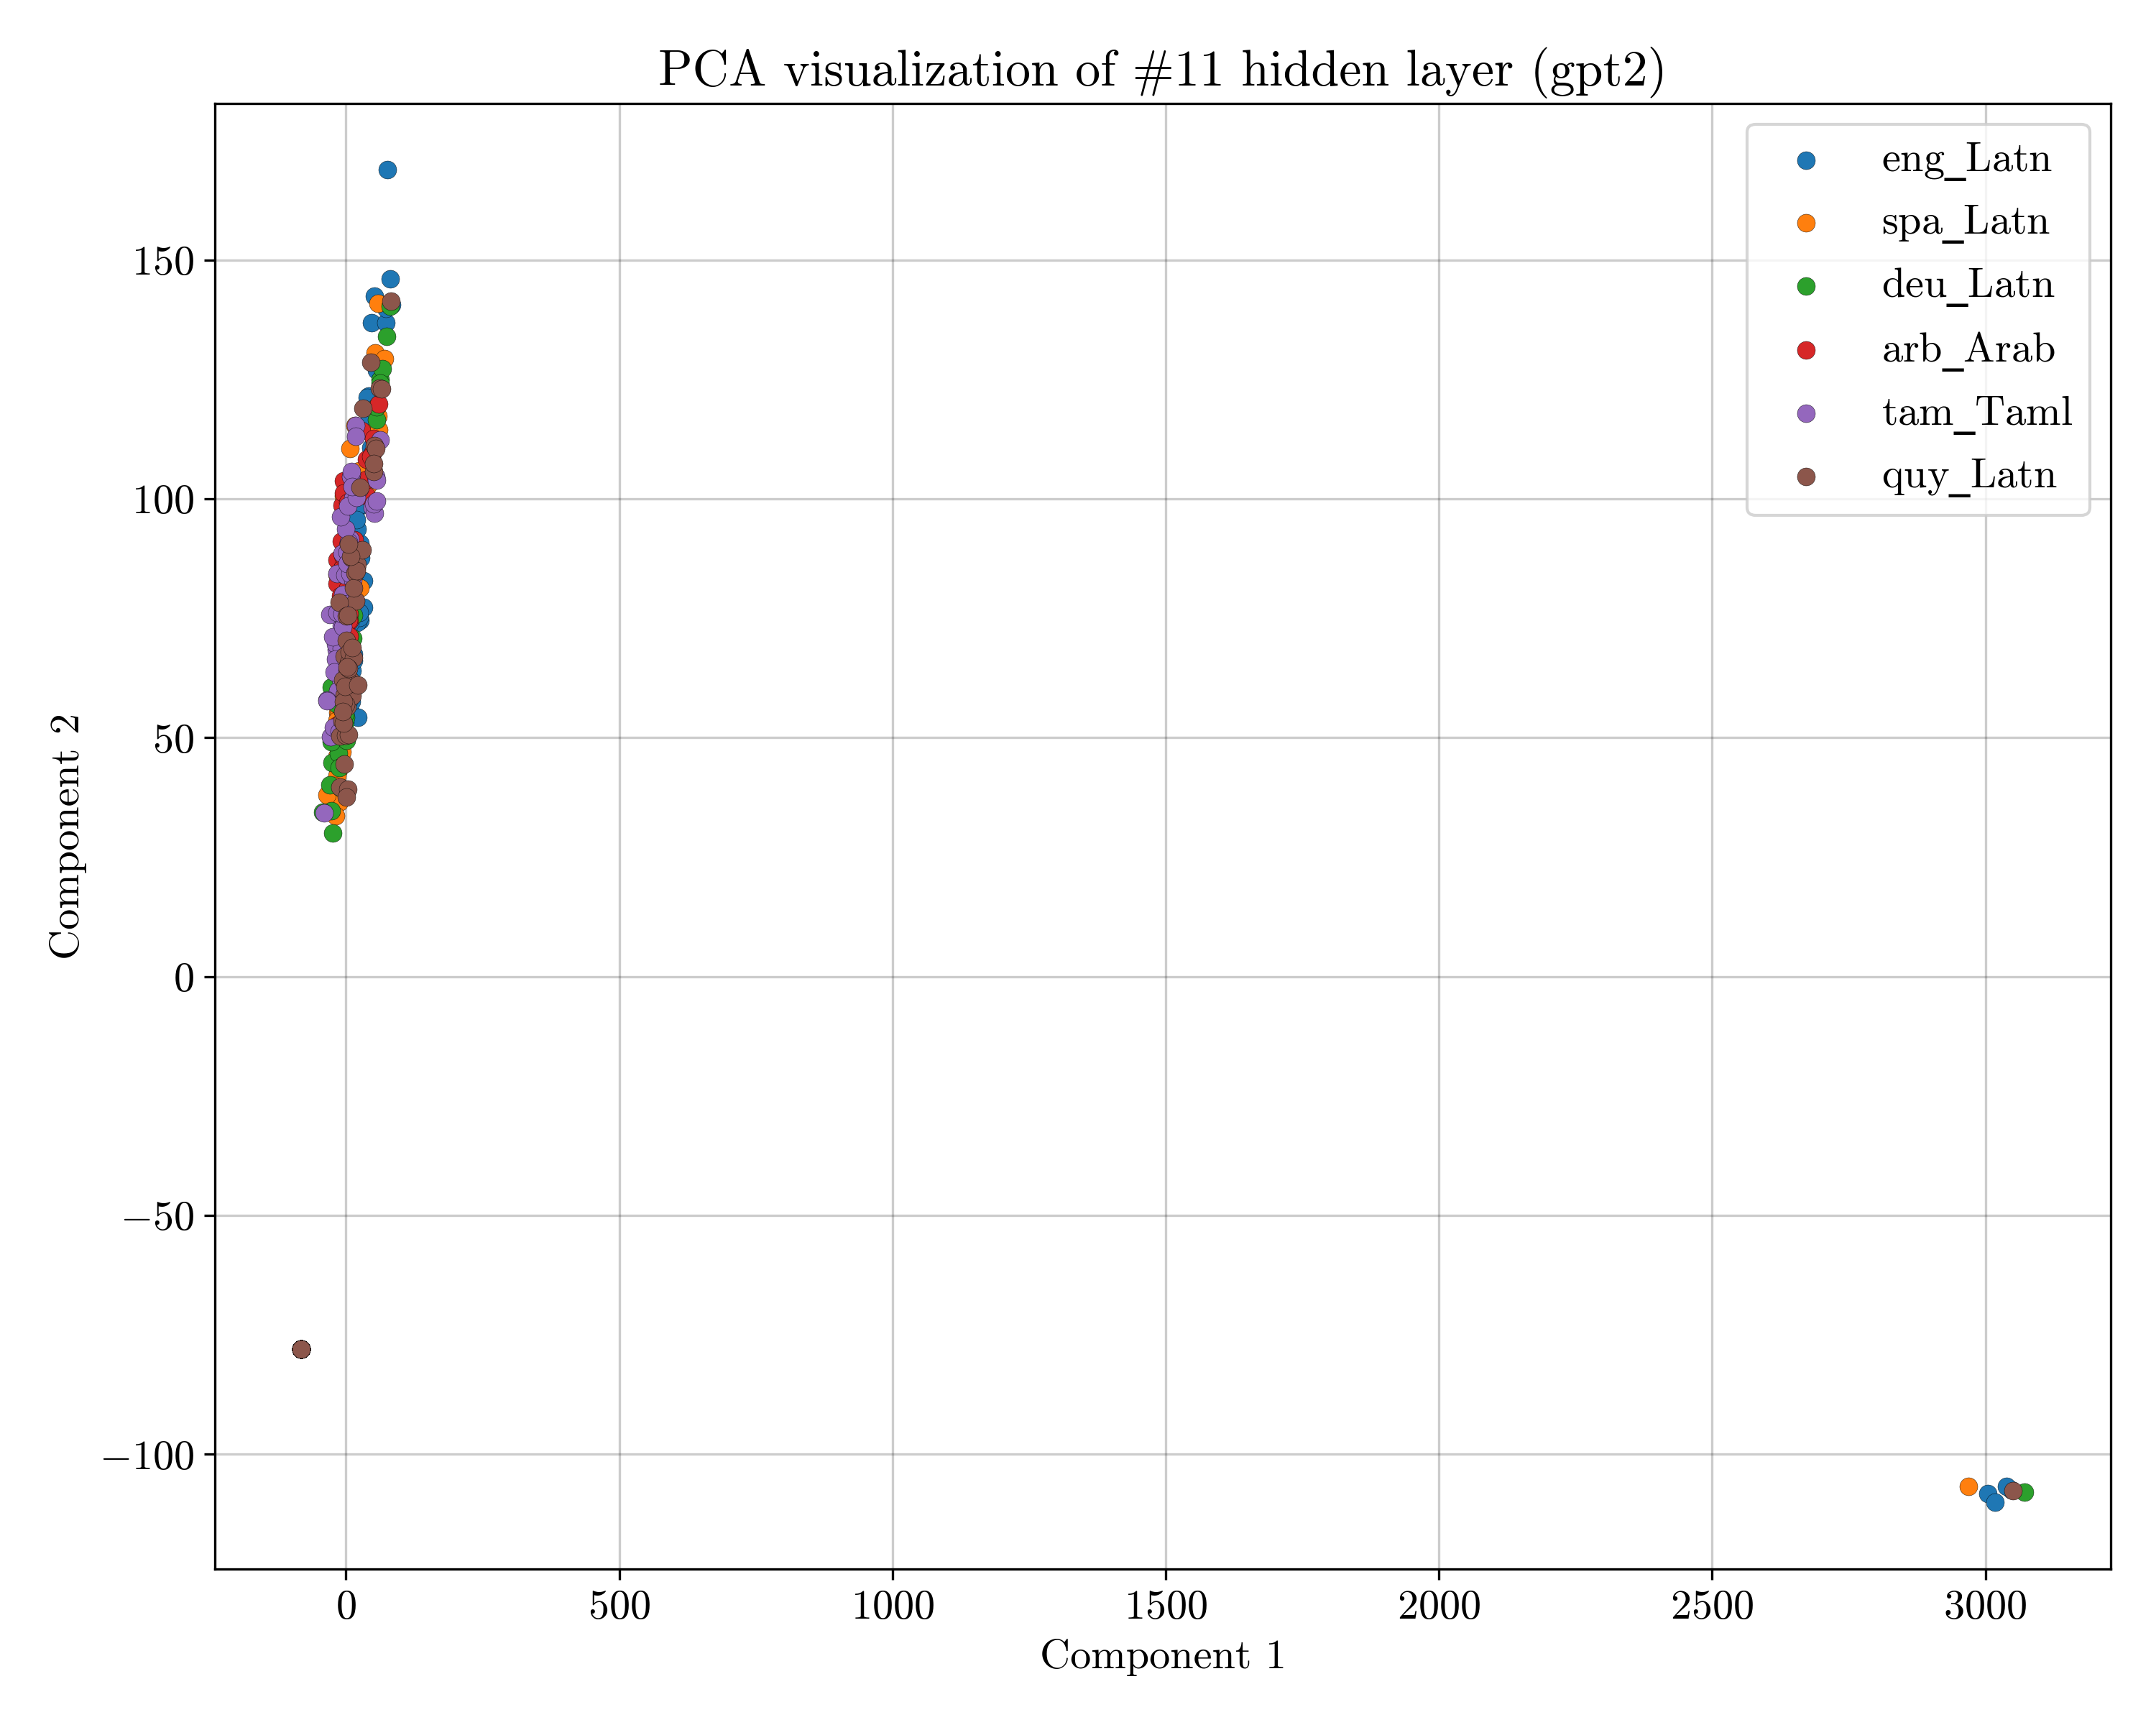 PCA visualization of #11 hidden layer (gpt2)
eng_Latn
spa_Latn
deu_Latn
arb_Arab
tam_Taml
quy_Latn
150
100
50
0
−50
−100
Component 2
0 500 1000 1500 2000 2500 3000
Component 1